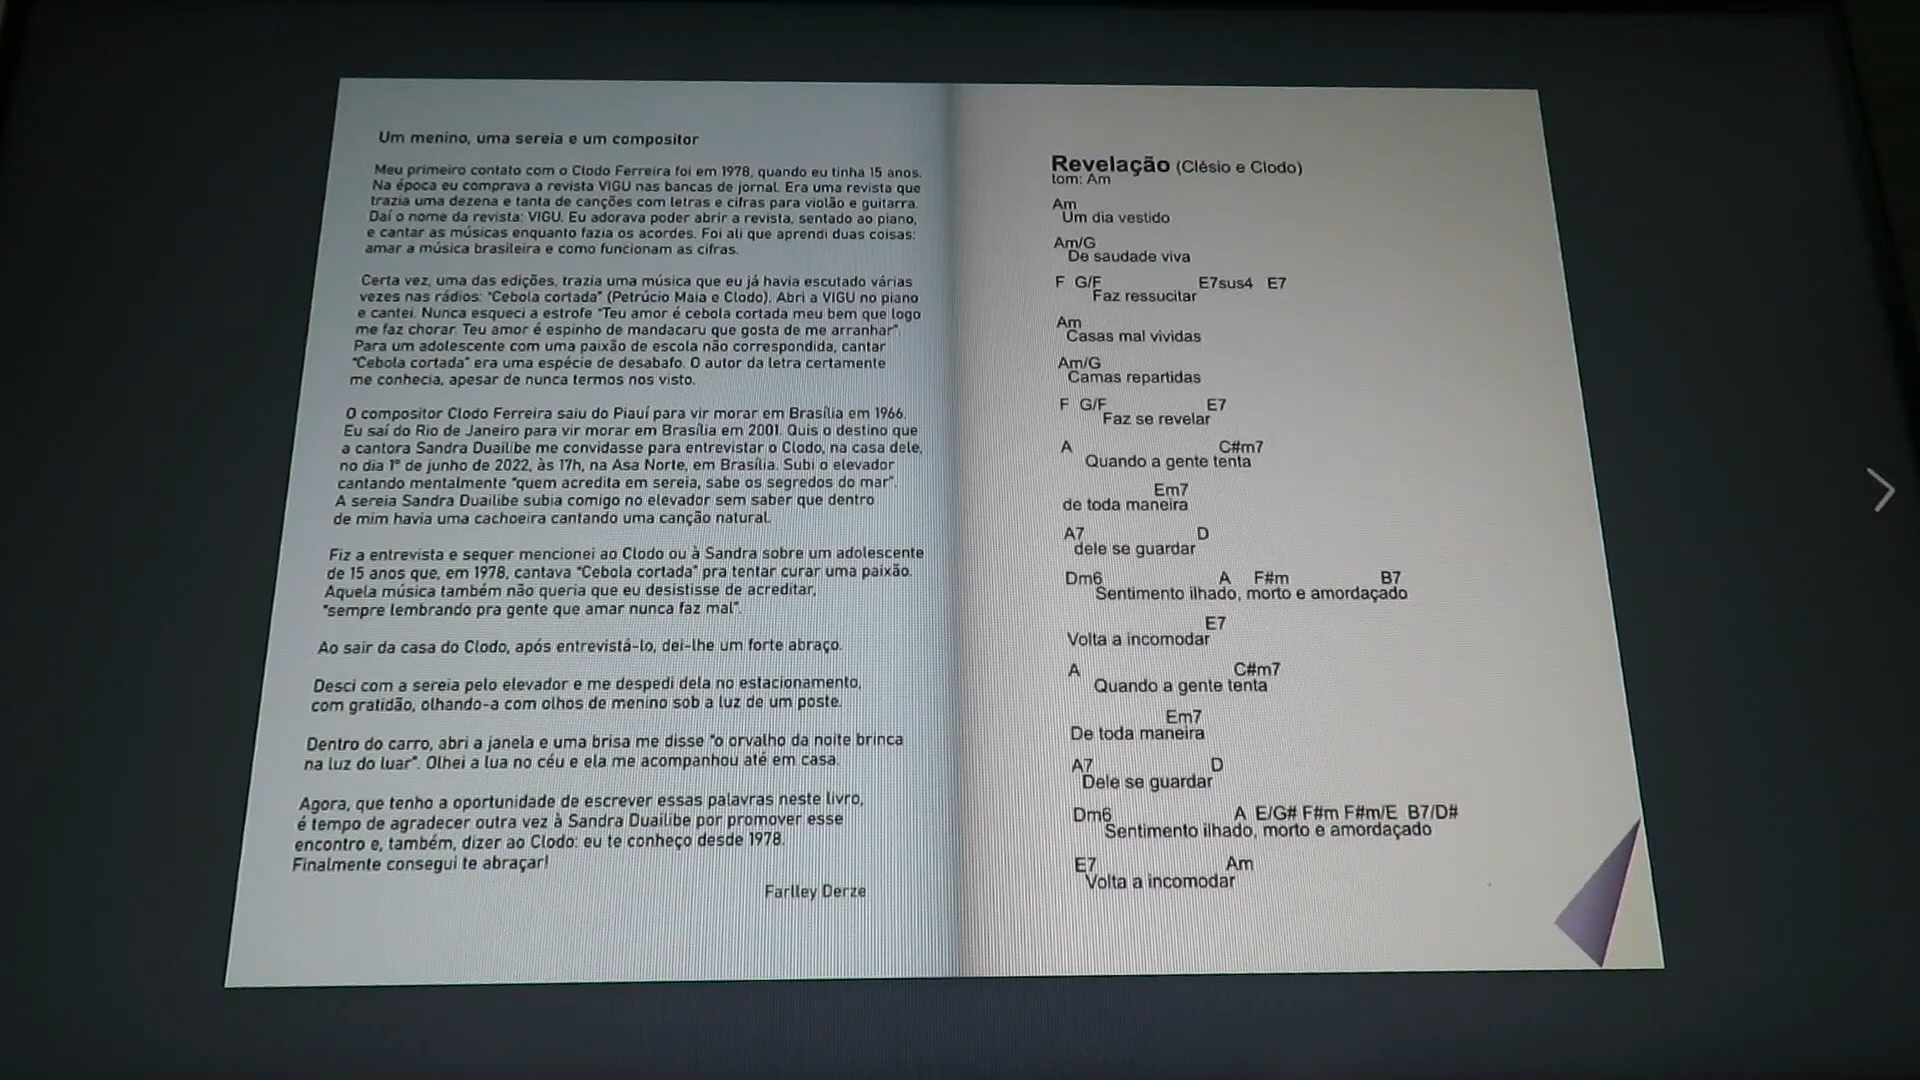 Um menino, uma sereia e um compositor
Meu primeiro contato com o Clodo Ferreira foi em 1978, quando eu tinha 15 anos.
Na época eu comprava a revista VIGU nas bancas de jornal. Era uma revista que
trazia uma dezena e tanta de canções com letras e cifras para violão e guitarra.
Daí o nome da revista: VIGU. Eu adorava poder abrir a revista, sentado ao piano,
e cantar as músicas enquanto fazia os acordes. Foi ali que aprendi duas coisas:
amar a música brasileira e como funcionam as cifras.
Certa vez, uma das edições, trazia uma música que eu já havia escutado várias
vezes nas rádios: "Cebola cortada" (Petrúcio Maia e Clodo). Abri a VIGU no piano
e cantei. Nunca esqueci a estrofe "Teu amor é cebola cortada meu bem que logo
me faz chorar. Teu amor é espinho de mandacaru que gosta de me arranhar".
Para um adolescente com uma paixão de escola não correspondida, cantar
"Cebola cortada" era uma espécie de desabafo. O autor da letra certamente
me conhecia, apesar de nunca termos nos visto.
O compositor Clodo Ferreira saiu do Piauí para vir morar em Brasília em 1966.
Eu saí do Rio de Janeiro para vir morar em Brasília em 2001. Quis o destino que
a cantora Sandra Duailibe me convidasse para entrevistar o Clodo, na casa dele,
no dia 1º de junho de 2022, às 17h, na Asa Norte, em Brasília. Subi o elevador
cantando mentalmente "quem acredita em sereia, sabe os segredos do mar".
A sereia Sandra Duailibe subia comigo no elevador sem saber que dentro
de mim havia uma cachoeira cantando uma canção natural.
Fiz a entrevista e sequer mencionei ao Clodo ou à Sandra sobre um adolescente
de 15 anos que, em 1978, cantava "Cebola cortada" pra tentar curar uma paixão.
Aquela música também não queria que eu desistisse de acreditar,
"sempre lembrando pra gente que amar nunca faz mal".
Ao sair da casa do Clodo, após entrevistá-lo, dei-lhe um forte abraço.
Desci com a sereia pelo elevador e me despedi dela no estacionamento,
com gratidão, olhando-a com olhos de menino sob a luz de um poste.
Dentro do carro, abri a janela e uma brisa me disse "o orvalho da noite brinca
na luz do luar". Olhei a lua no céu e ela me acompanhou até em casa.
Agora, que tenho a oportunidade de escrever essas palavras neste livro,
é tempo de agradecer outra vez à Sandra Duailibe por promover esse
encontro e, também, dizer ao Clodo: eu te conheço desde 1978.
Finalmente consegui te abraçar!
Farlley Derze
Revelação (Clésio e Clodo)
tom: Am
Am
Um dia vestido
Am/G
De saudade viva
F G/F E7sus4 E7
Faz ressucitar
Am
Casas mal vividas
Am/G
Camas repartidas
F G/F E7
Faz se revelar
A C#m7
Quando a gente tenta
Em7
de toda maneira
A7 D
dele se guardar
Dm6 A F#m B7
Sentimento ilhado, morto e amordaçado
E7
Volta a incomodar
A C#m7
Quando a gente tenta
Em7
De toda maneira
A7 D
Dele se guardar
Dm6 A E/G# F#m F#m/E B7/D#
Sentimento ilhado, morto e amordaçado
E7 Am
Volta a incomodar